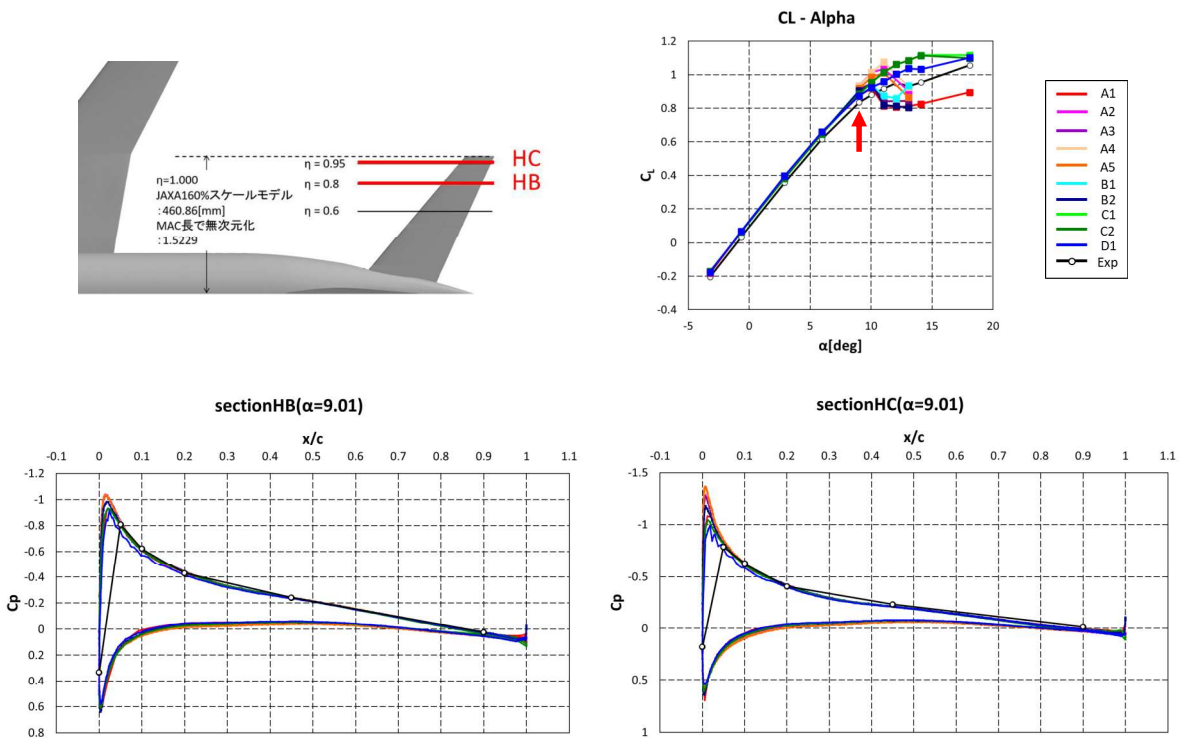 η = 0.95
HC
η = 0.8
HB
η=1.000
JAXA160%スケールモデル
:460.86[mm]
MAC長で無次元化
:1.5229
η = 0.6
CL - Alpha
1.2
1
0.8
0.6
0.4
0.2
0
-0.2
-0.4
CL
-5
0
5
10
15
20
α[deg]
A1
A2
A3
A4
A5
B1
B2
C1
C2
D1
Exp
sectionHB(α=9.01)
x/c
-0.1
0
0.1
0.2
0.3
0.4
0.5
0.6
0.7
0.8
0.9
1
1.1
-1.2
-1
-0.8
-0.6
-0.4
-0.2
0
0.2
0.4
0.6
0.8
Cp
sectionHC(α=9.01)
x/c
-0.1
0
0.1
0.2
0.3
0.4
0.5
0.6
0.7
0.8
0.9
1
1.1
-1.5
-1
-0.5
0
0.5
1
Cp